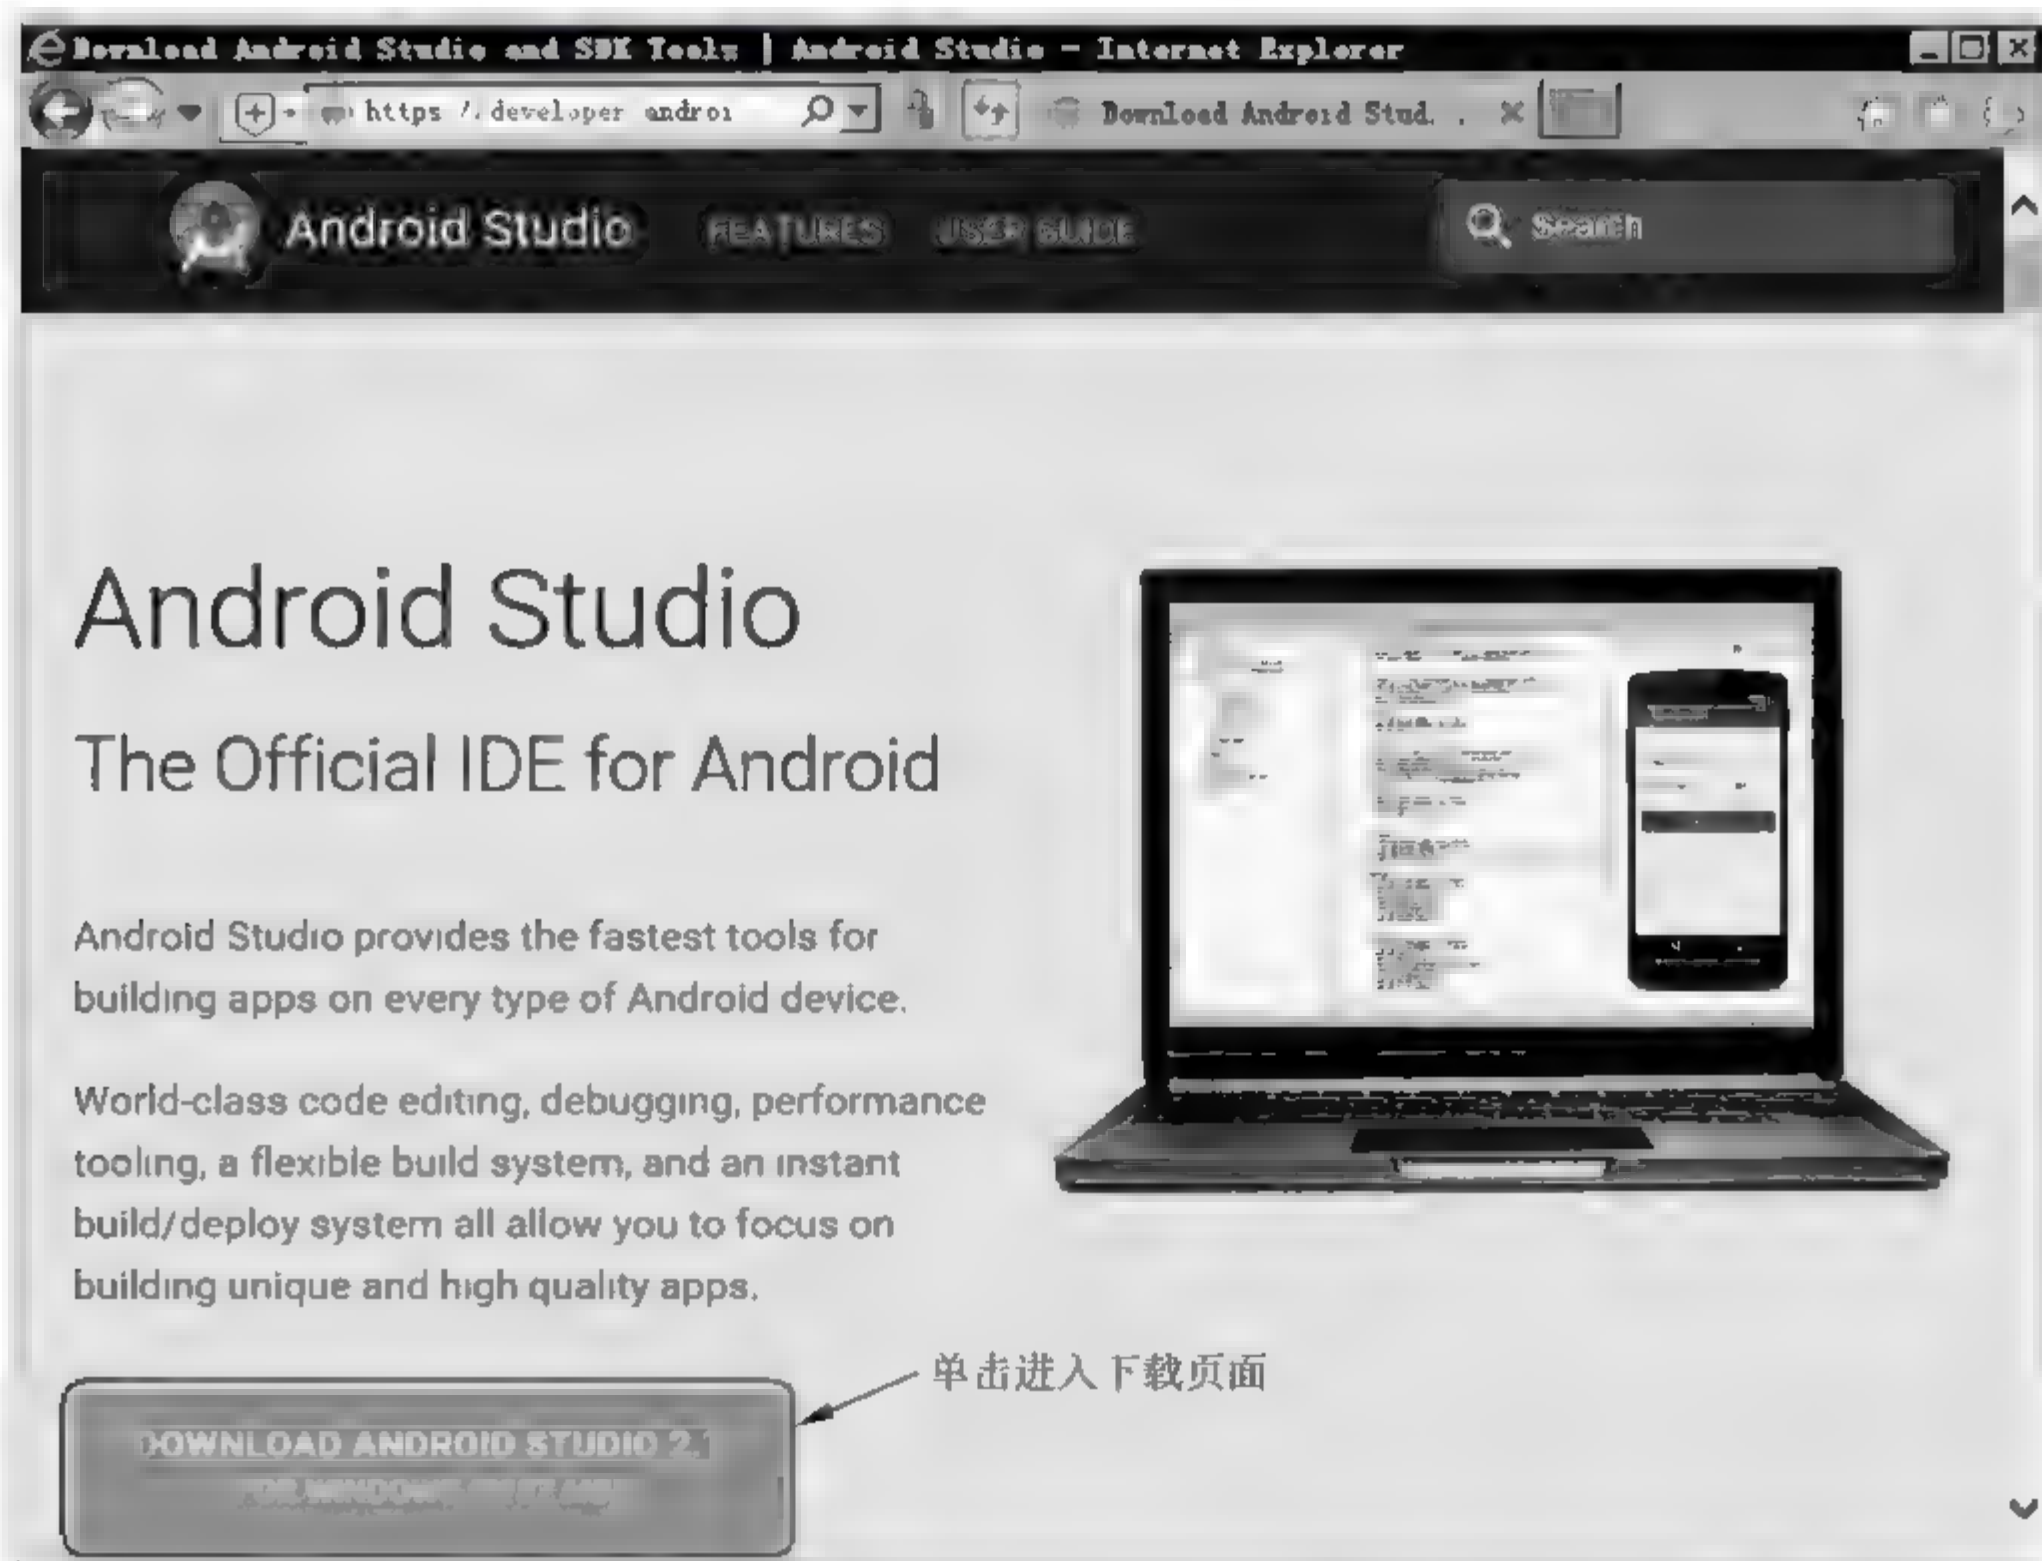 Download Android Studio and SDK Tools | Android Studio - Internet Explorer
https developer androi
Download Android Stud. .
Android Studio FEATURES USER GUIDE Search
Android Studio
The Official IDE for Android
Android Studio provides the fastest tools for
building apps on every type of Android device.
World-class code editing, debugging, performance
tooling, a flexible build system, and an instant
build/deploy system all allow you to focus on
building unique and high quality apps.
单击进入下载页面
DOWNLOAD ANDROID STUDIO 2.1